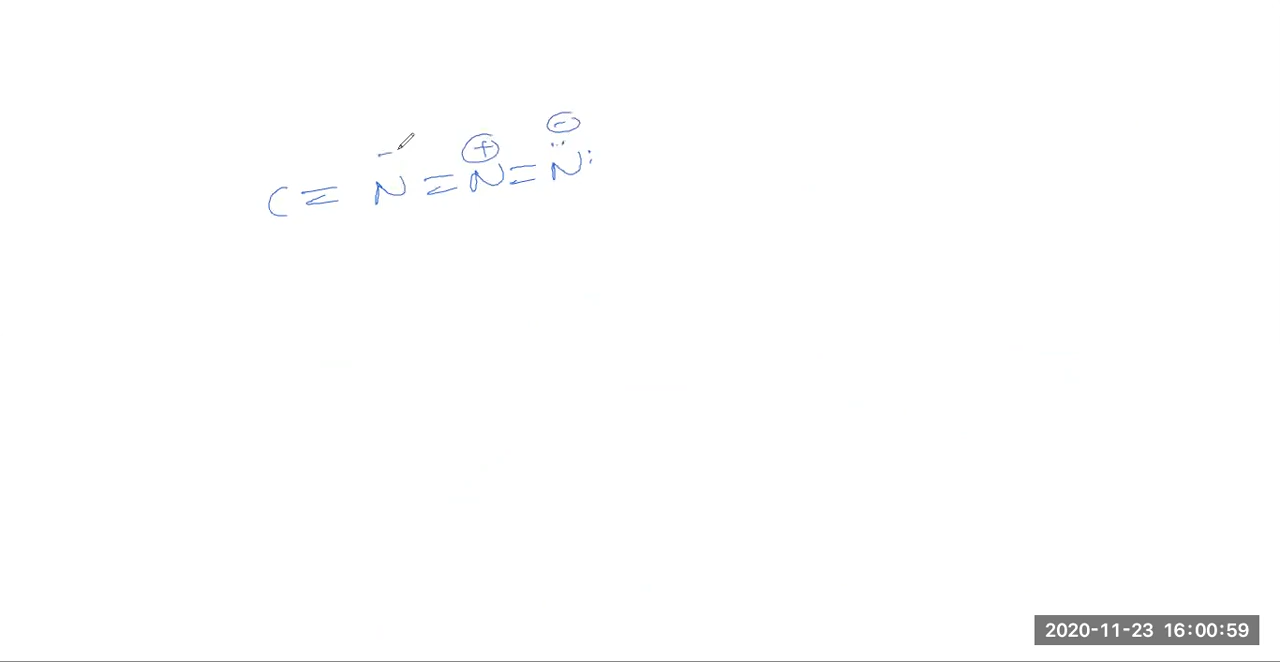 C = N = N = N:
⊕
⊖
2020-11-23 16:00:59